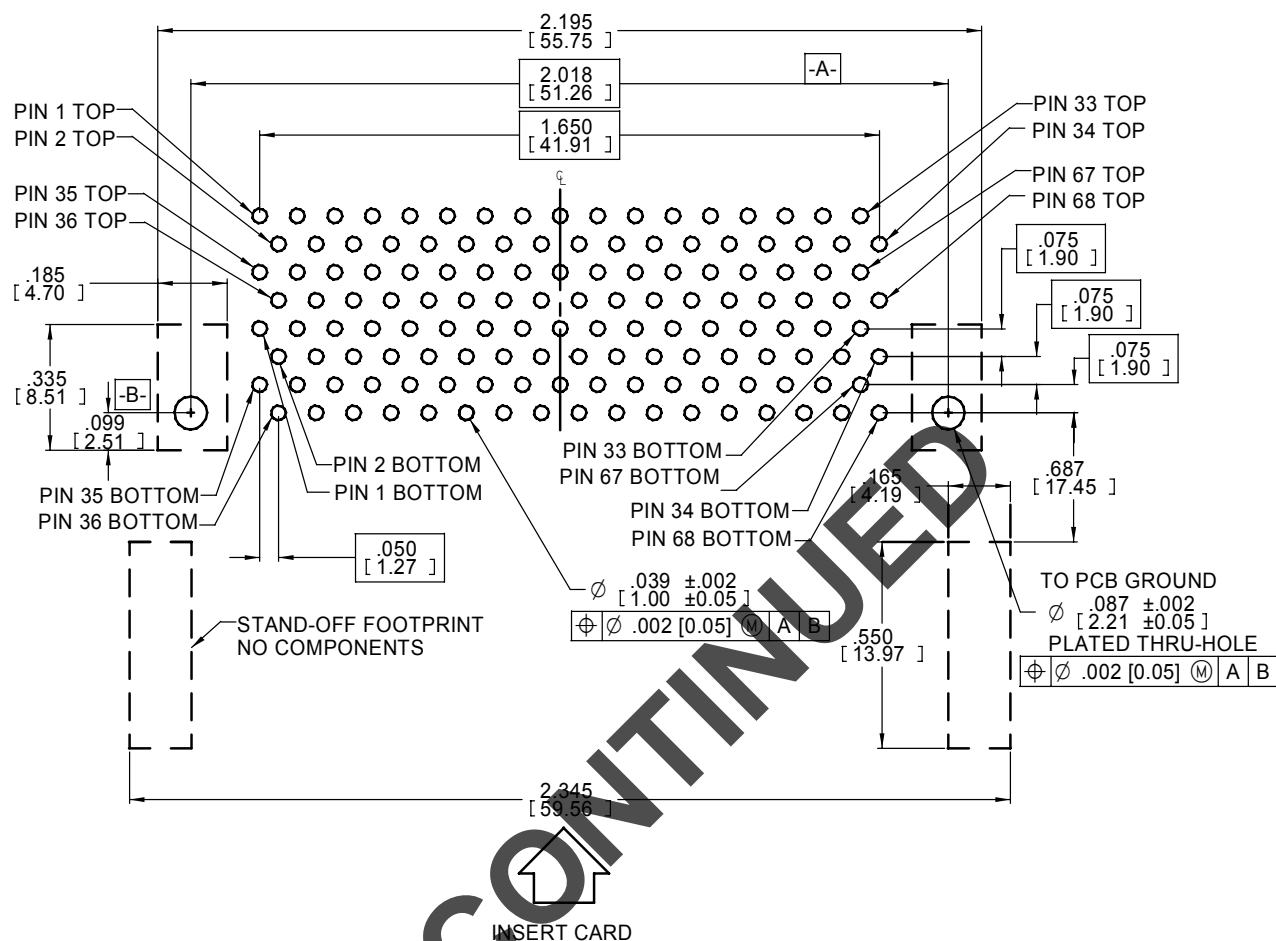 2.195
[ 55.75 ]
-A-
2.018
[ 51.26 ]
PIN 1 TOP
PIN 33 TOP
PIN 2 TOP
PIN 34 TOP
1.650
[ 41.91 ]
℄
PIN 35 TOP
PIN 67 TOP
PIN 36 TOP
PIN 68 TOP
.185
[ 4.70 ]
.075
[ 1.90 ]
.075
[ 1.90 ]
.075
[ 1.90 ]
.335
[ 8.51 ]
-B-
.099
[ 2.51 ]
PIN 33 BOTTOM
PIN 2 BOTTOM
PIN 67 BOTTOM
PIN 35 BOTTOM
PIN 1 BOTTOM
.165
[ 4.19 ]
.687
[ 17.45 ]
PIN 36 BOTTOM
PIN 34 BOTTOM
PIN 68 BOTTOM
.050
[ 1.27 ]
Ø .039 ±.002
[ 1.00 ±0.05 ]
⌖ Ø .002 [0.05] Ⓜ A B
TO PCB GROUND
Ø .087 ±.002
[ 2.21 ±0.05 ]
PLATED THRU-HOLE
⌖ Ø .002 [0.05] Ⓜ A B
STAND-OFF FOOTPRINT
NO COMPONENTS
.550
[ 13.97 ]
2.345
[ 59.56 ]
INSERT CARD
CONTINUED